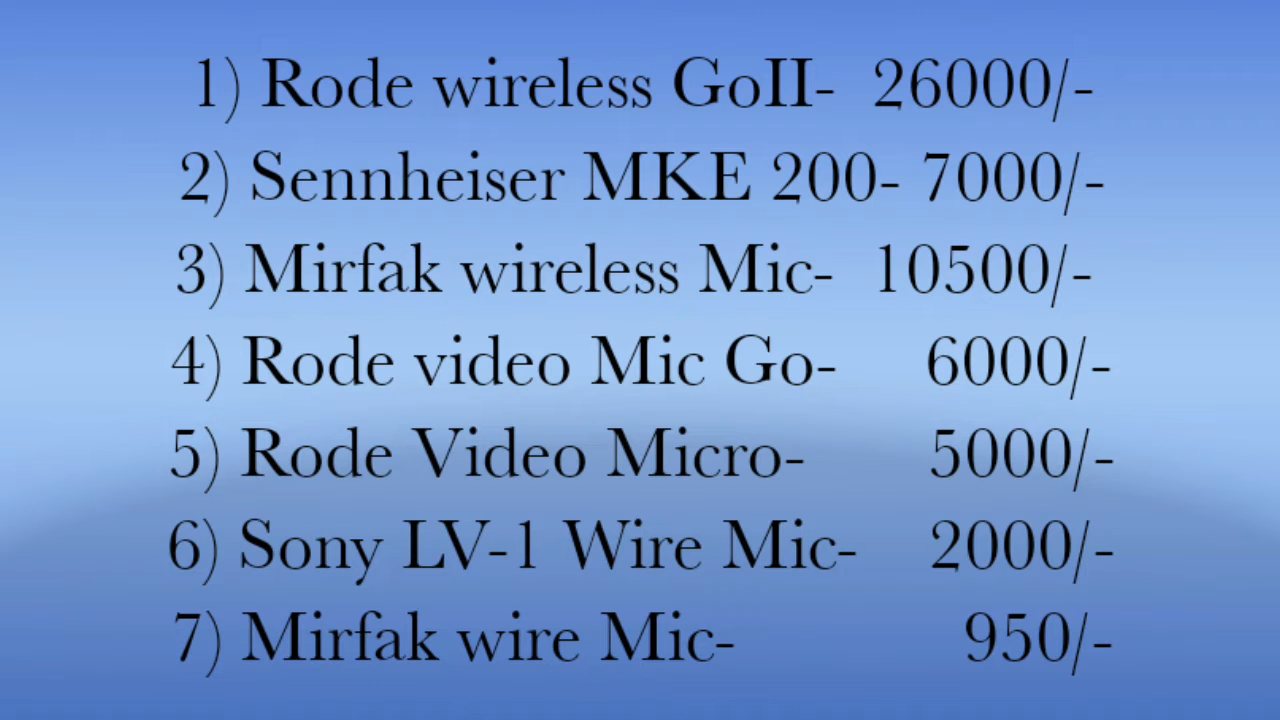 1) Rode wireless GoII- 26000/-
2) Sennheiser MKE 200- 7000/-
3) Mirfak wireless Mic- 10500/-
4) Rode video Mic Go- 6000/-
5) Rode Video Micro- 5000/-
6) Sony LV-1 Wire Mic- 2000/-
7) Mirfak wire Mic- 950/-